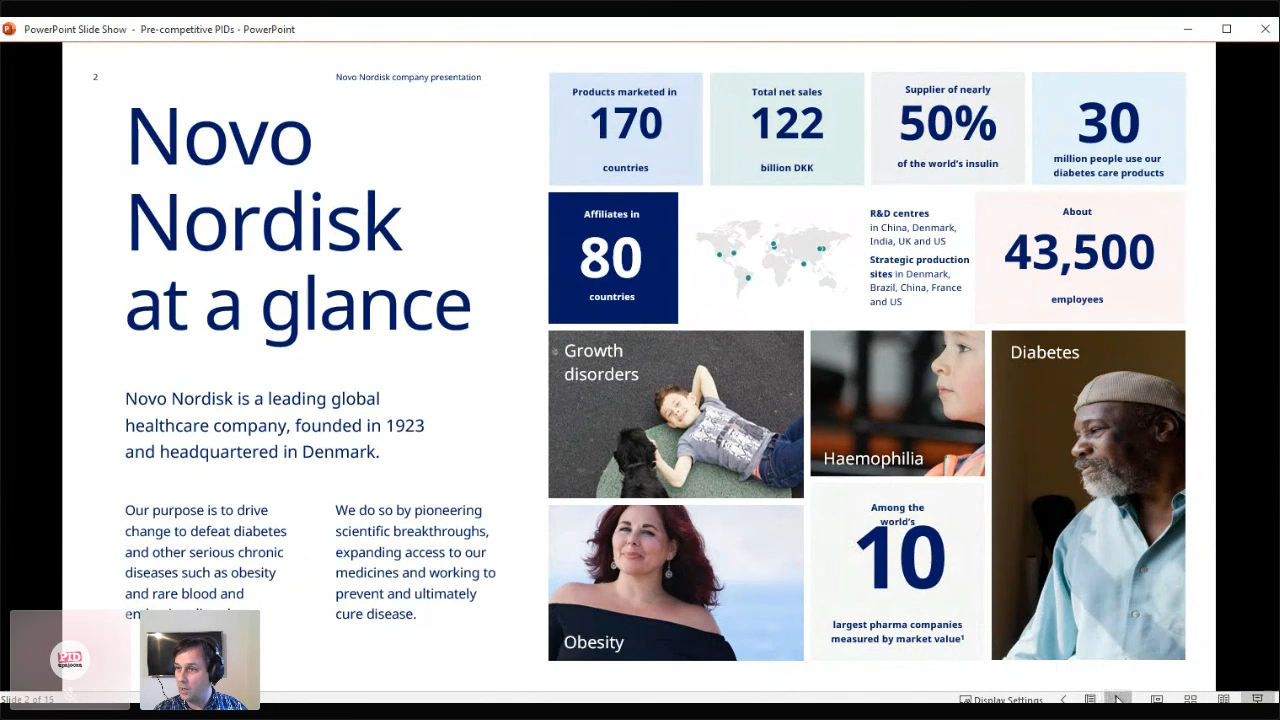 PowerPoint Slide Show - Pre-competitive PIDs - PowerPoint
2
Novo Nordisk company presentation
Novo
Nordisk
at a glance
Novo Nordisk is a leading global
healthcare company, founded in 1923
and headquartered in Denmark.
Our purpose is to drive
change to defeat diabetes
and other serious chronic
diseases such as obesity
and rare blood and
We do so by pioneering
scientific breakthroughs,
expanding access to our
medicines and working to
prevent and ultimately
cure disease.
Products marketed in
170
countries
Total net sales
122
billion DKK
Supplier of nearly
50%
of the world's insulin
30
million people use our
diabetes care products
Affiliates in
80
countries
R&D centres
in China, Denmark,
India, UK and US
Strategic production
sites in Denmark,
Brazil, China, France
and US
About
43,500
employees
Growth
disorders
Haemophilia
Diabetes
Obesity
Among the
world's
10
largest pharma companies
measured by market value¹
PID
apalooza
Slide 2 of 15
Display Settings